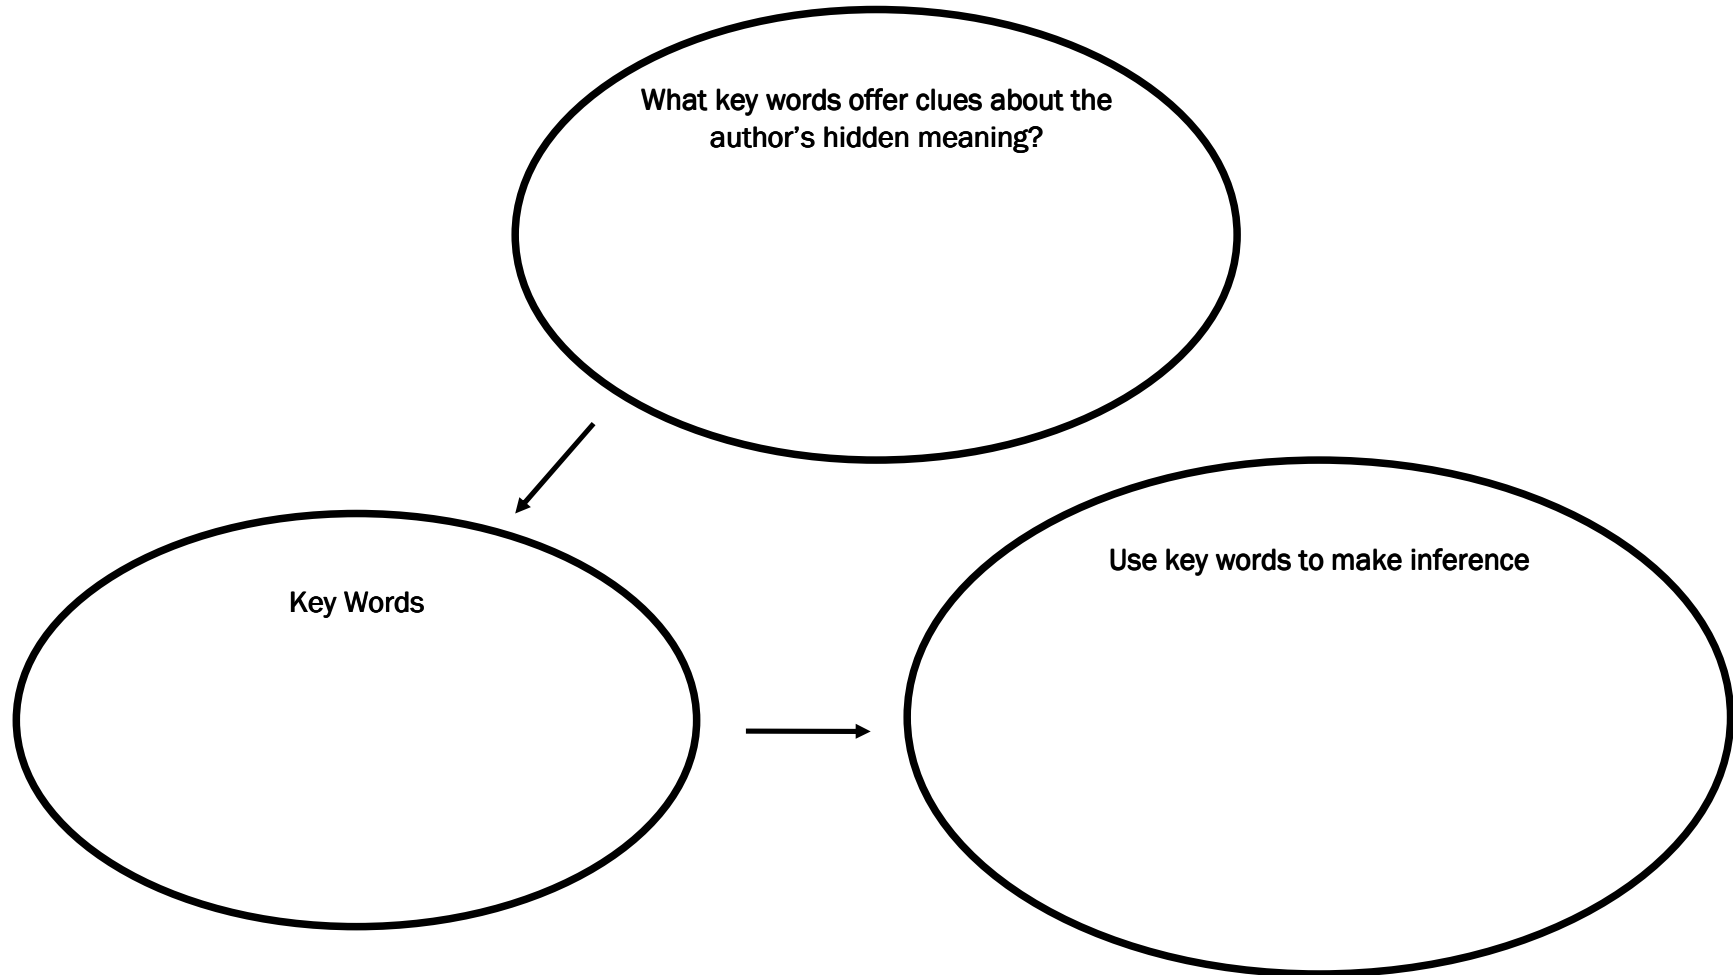 What key words offer clues about the
author’s hidden meaning?
Key Words
Use key words to make inference